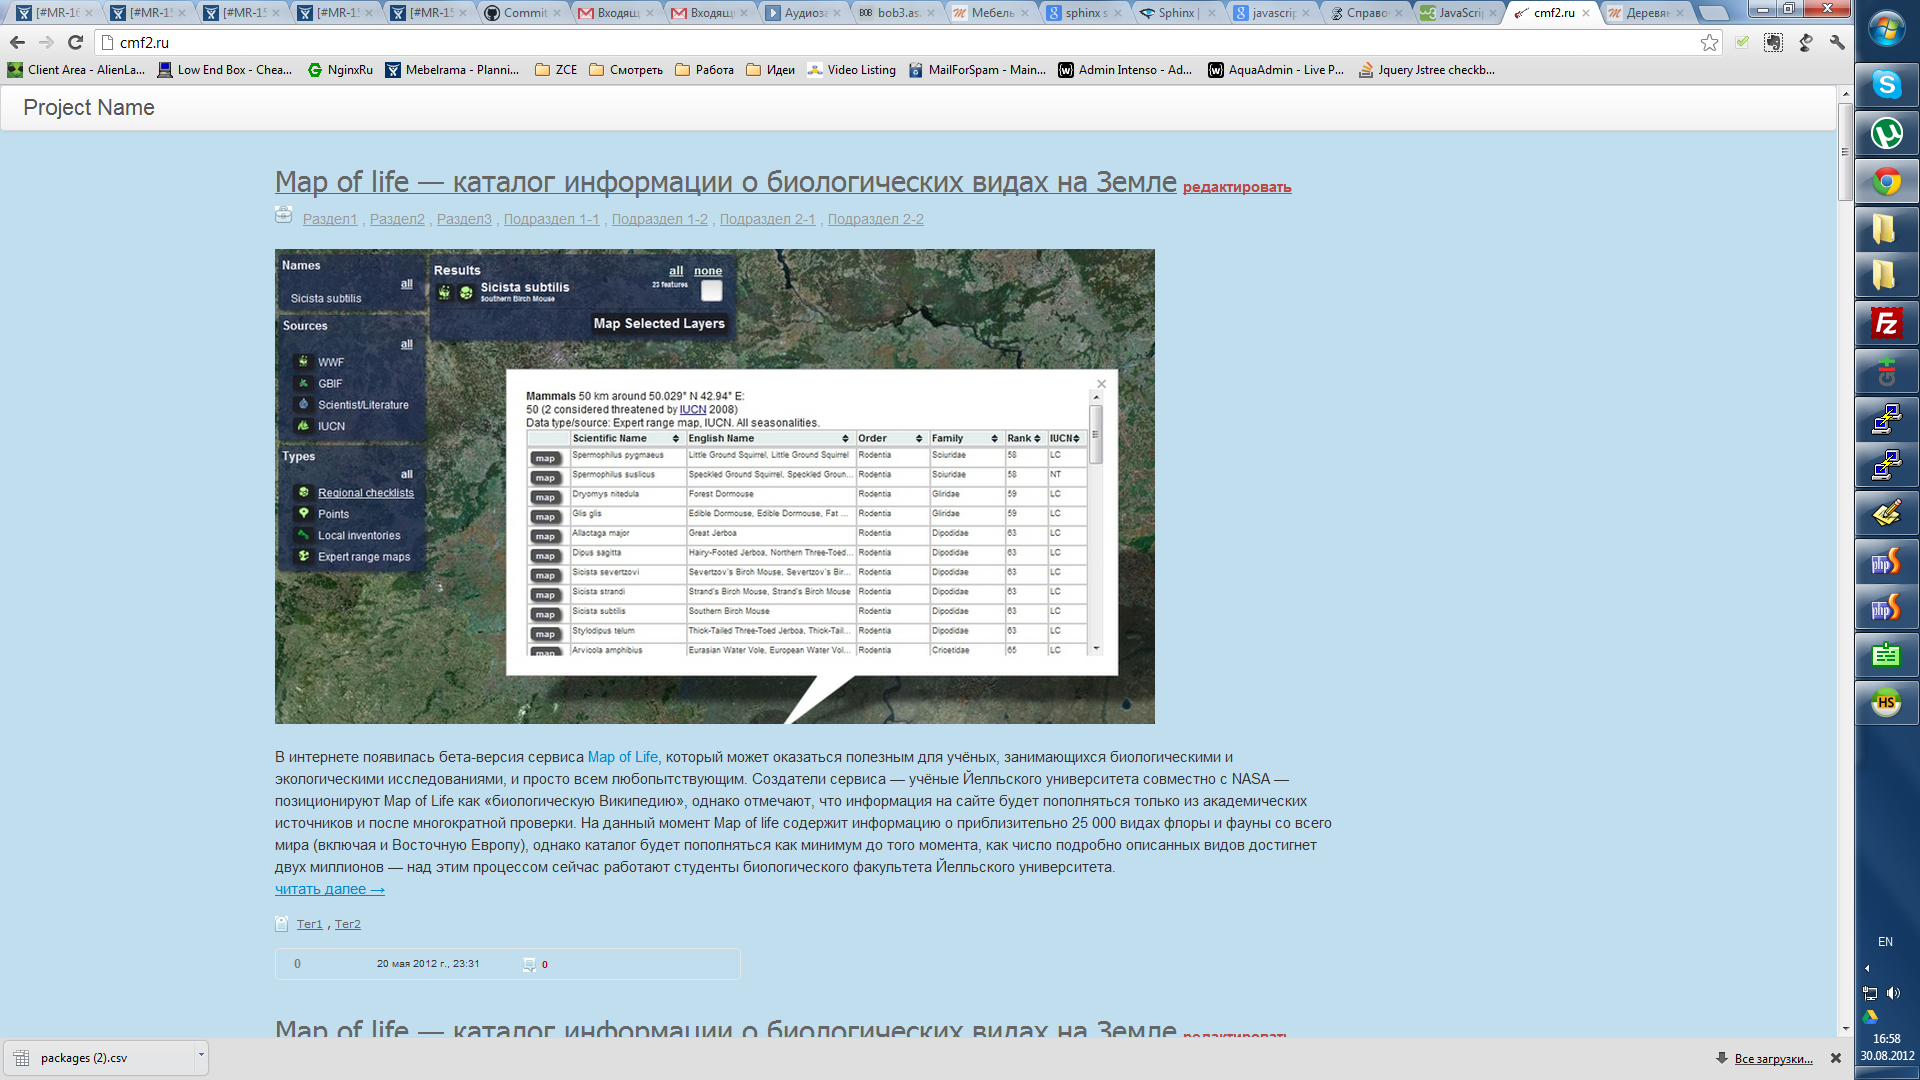 [#MR-16
[#MR-15
[#MR-15
[#MR-15
[#MR-15
Commit
Входящ
Входящ
Аудиоза
bob3.as
Мебель
sphinx s
Sphinx |
javascrip
Справо
JavaScri
cmf2.ru
Деревян
cmf2.ru
Client Area - AlienLa...
Low End Box - Chea...
NginxRu
Mebelrama - Planni...
ZCE
Смотреть
Работа
Идеи
Video Listing
MailForSpam - Main...
Admin Intenso - Ad...
AquaAdmin - Live P...
Jquery Jstree checkb...
Project Name
Map of life — каталог информации о биологических видах на Земле редактировать
Раздел1 , Раздел2 , Раздел3 , Подраздел 1-1 , Подраздел 1-2 , Подраздел 2-1 , Подраздел 2-2
Names
all
Sicista subtilis
Sources
all
WWF
GBIF
Scientist/Literature
IUCN
Types
all
Regional checklists
Points
Local inventories
Expert range maps
Results all none
Sicista subtilis 23 features
Southern Birch Mouse
Map Selected Layers
Mammals 50 km around 50.029° N 42.94° E:
50 (2 considered threatened by IUCN 2008)
Data type/source: Expert range map, IUCN. All seasonalities.
Scientific Name English Name Order Family Rank IUCN
map Spermophilus pygmaeus Little Ground Squirrel, Little Ground Squirrel Rodentia Sciuridae 58 LC
map Spermophilus suslicus Speckled Ground Squirrel, Speckled Groun... Rodentia Sciuridae 58 NT
map Dryomys nitedula Forest Dormouse Rodentia Gliridae 59 LC
map Glis glis Edible Dormouse, Edible Dormouse, Fat ... Rodentia Gliridae 59 LC
map Allactaga major Great Jerboa Rodentia Dipodidae 63 LC
map Dipus sagitta Hairy-Footed Jerboa, Northern Three-Toed... Rodentia Dipodidae 63 LC
map Sicista severtzovi Severtzov's Birch Mouse, Severtzov's Bir... Rodentia Dipodidae 63 LC
map Sicista strandi Strand's Birch Mouse, Strand's Birch Mouse Rodentia Dipodidae 63 LC
map Sicista subtilis Southern Birch Mouse Rodentia Dipodidae 63 LC
map Stylodipus telum Thick-Tailed Three-Toed Jerboa, Thick-Tail... Rodentia Dipodidae 63 LC
map Arvicola amphibius Eurasian Water Vole, European Water Vol... Rodentia Cricetidae 65 LC
В интернете появилась бета-версия сервиса Map of Life, который может оказаться полезным для учёных, занимающихся биологическими и
экологическими исследованиями, и просто всем любопытствующим. Создатели сервиса — учёные Йелльского университета совместно с NASA —
позиционируют Map of Life как «биологическую Википедию», однако отмечают, что информация на сайте будет пополняться только из академических
источников и после многократной проверки. На данный момент Map of life содержит информацию о приблизительно 25 000 видах флоры и фауны со всего
мира (включая и Восточную Европу), однако каталог будет пополняться как минимум до того момента, как число подробно описанных видов достигнет
двух миллионов — над этим процессом сейчас работают студенты биологического факультета Йелльского университета.
читать далее →
Тег1 , Тег2
0 20 мая 2012 г., 23:31 0
Map of life — каталог информации о биологических видах на Земле редактировать
packages (2).csv
Все загрузки...
EN
16:58
30.08.2012